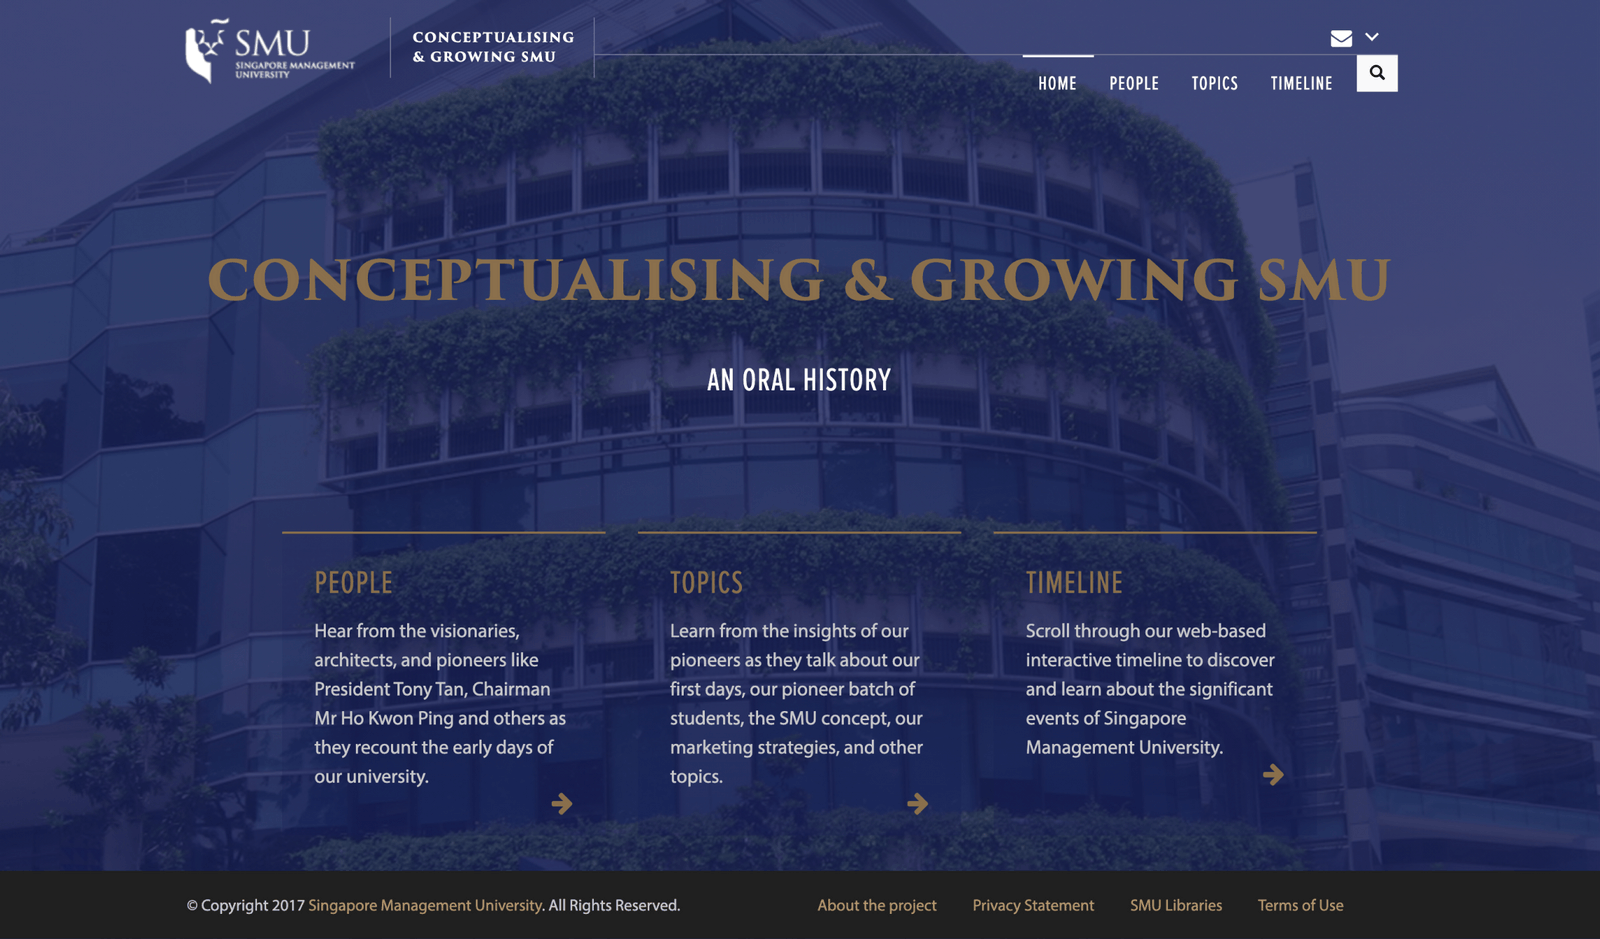 SMU
SINGAPORE MANAGEMENT
UNIVERSITY
CONCEPTUALISING
& GROWING SMU
HOME
PEOPLE
TOPICS
TIMELINE
CONCEPTUALISING & GROWING SMU
AN ORAL HISTORY
PEOPLE
Hear from the visionaries,
architects, and pioneers like
President Tony Tan, Chairman
Mr Ho Kwon Ping and others as
they recount the early days of
our university.
TOPICS
Learn from the insights of our
pioneers as they talk about our
first days, our pioneer batch of
students, the SMU concept, our
marketing strategies, and other
topics.
TIMELINE
Scroll through our web-based
interactive timeline to discover
and learn about the significant
events of Singapore
Management University.
© Copyright 2017 Singapore Management University. All Rights Reserved.
About the project
Privacy Statement
SMU Libraries
Terms of Use